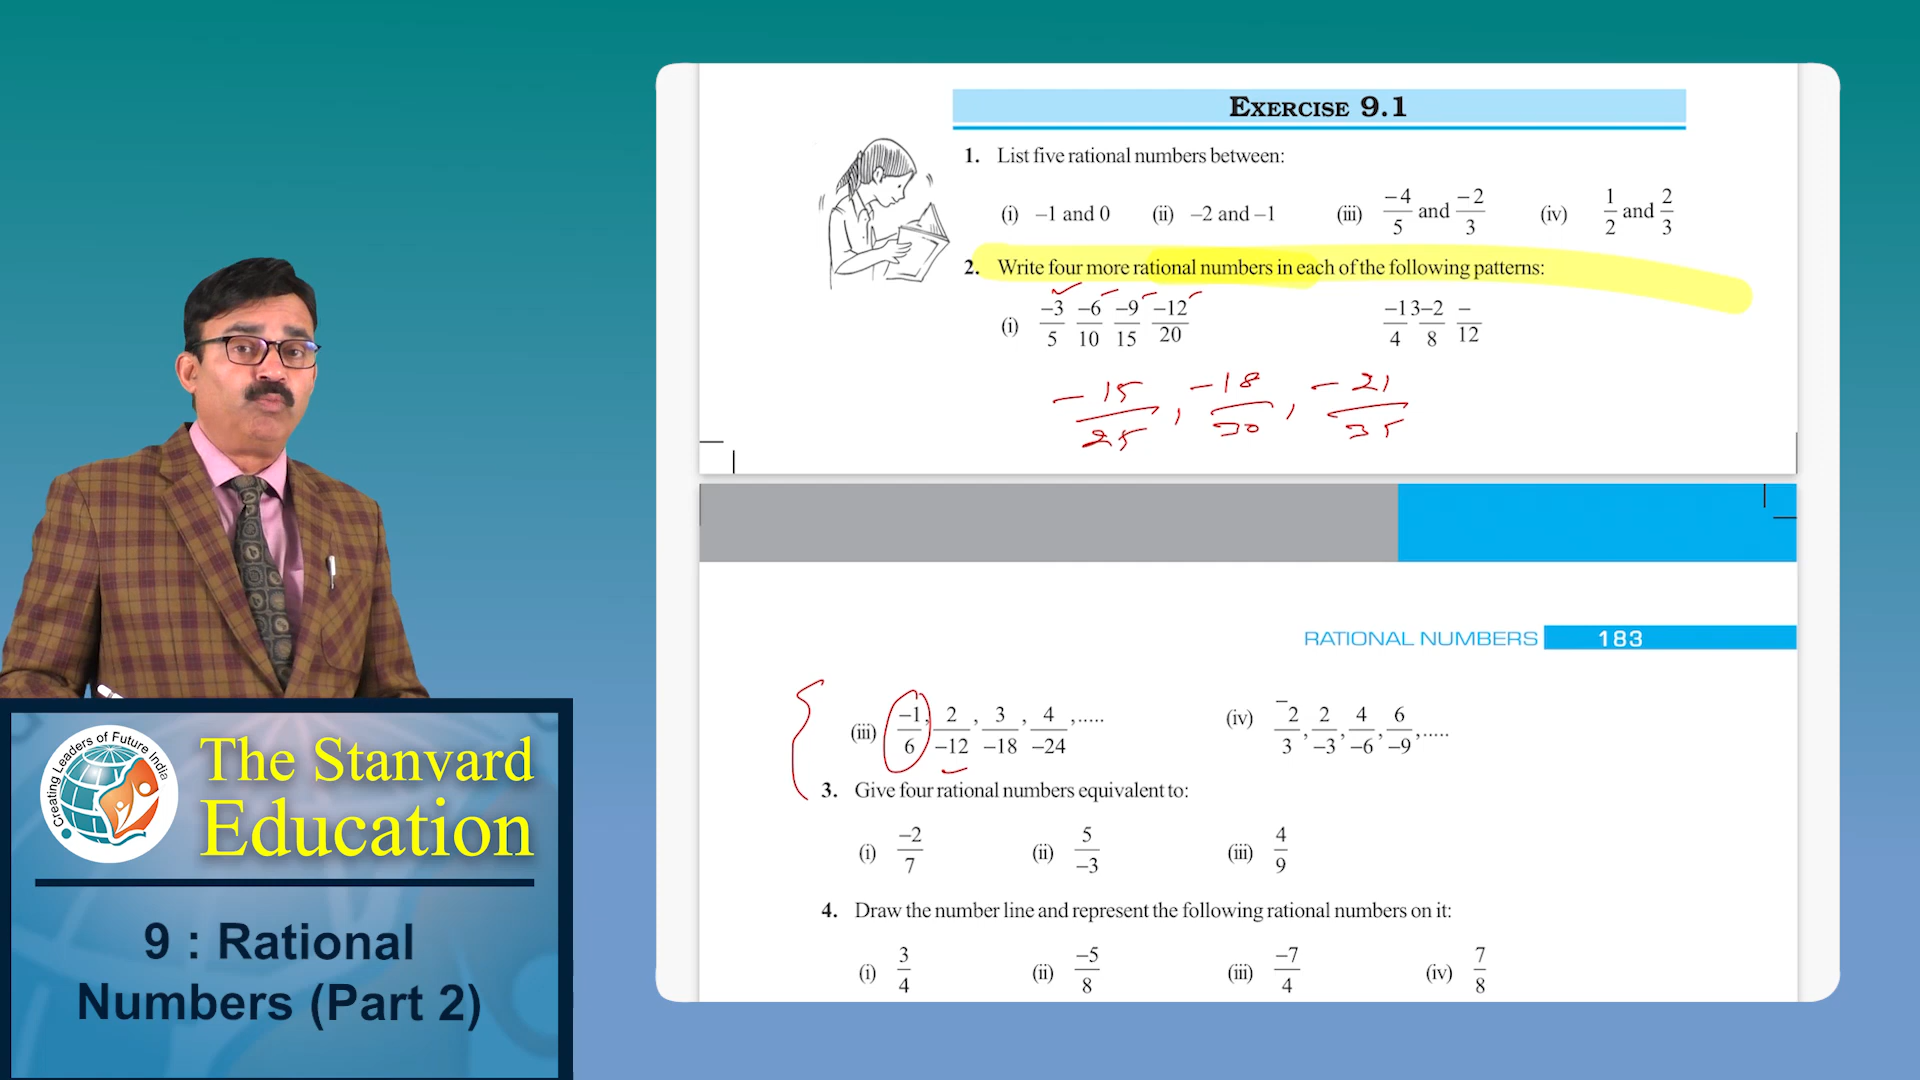 EXERCISE 9.1
1. List five rational numbers between:
(i) –1 and 0 (ii) –2 and –1 (iii) –4/5 and –2/3 (iv) 1/2 and 2/3
2. Write four more rational numbers in each of the following patterns:
(i) –3/5 –6/10 –9/15 –12/20 –13–2 –
4 8 12
–15/25 , –18/30 , –21/35
RATIONAL NUMBERS 183
(iii) –1/6, 2/–12, 3/–18, 4/–24, ..... (iv) –2/3, 2/–3, 4/–6, 6/–9, .....
3. Give four rational numbers equivalent to:
(i) –2/7 (ii) 5/–3 (iii) 4/9
4. Draw the number line and represent the following rational numbers on it:
(i) 3/4 (ii) –5/8 (iii) –7/4 (iv) 7/8
Creating Leaders of Future India
The Stanvard
Education
9 : Rational
Numbers (Part 2)